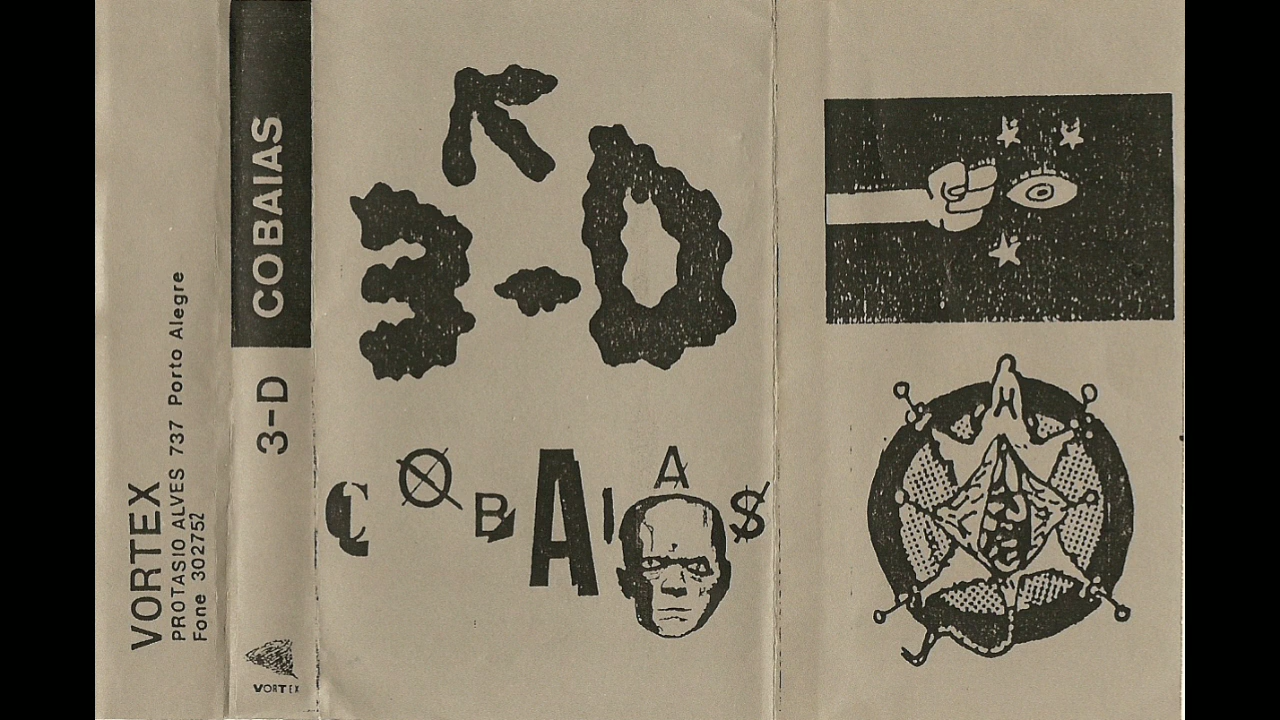 VORTEX
PROTASIO ALVES 737 Porto Alegre
Fone 302752
COBAIAS
3-D
VORTEX
3-D
COBAIAS